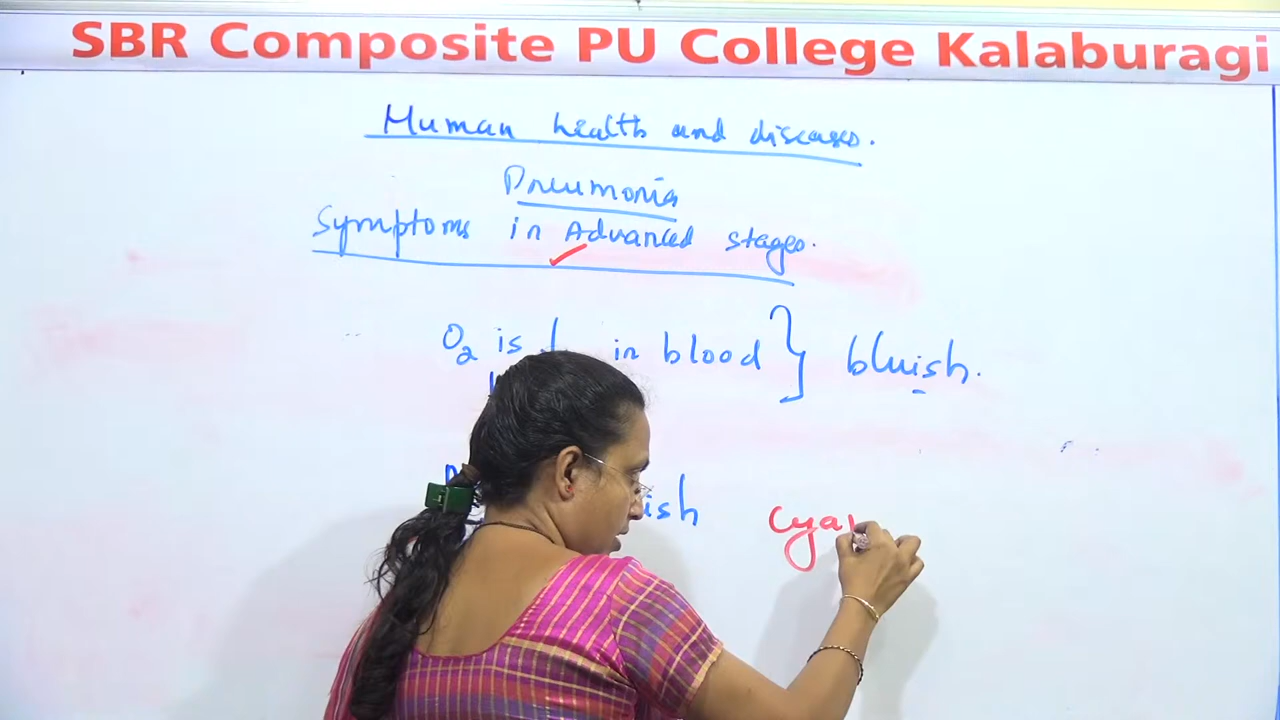 SBR Composite PU College Kalaburagi
Human health and diseases.
Pneumonia
Symptoms in Advanced stages.
O2 is in blood } bluish.
ish cya